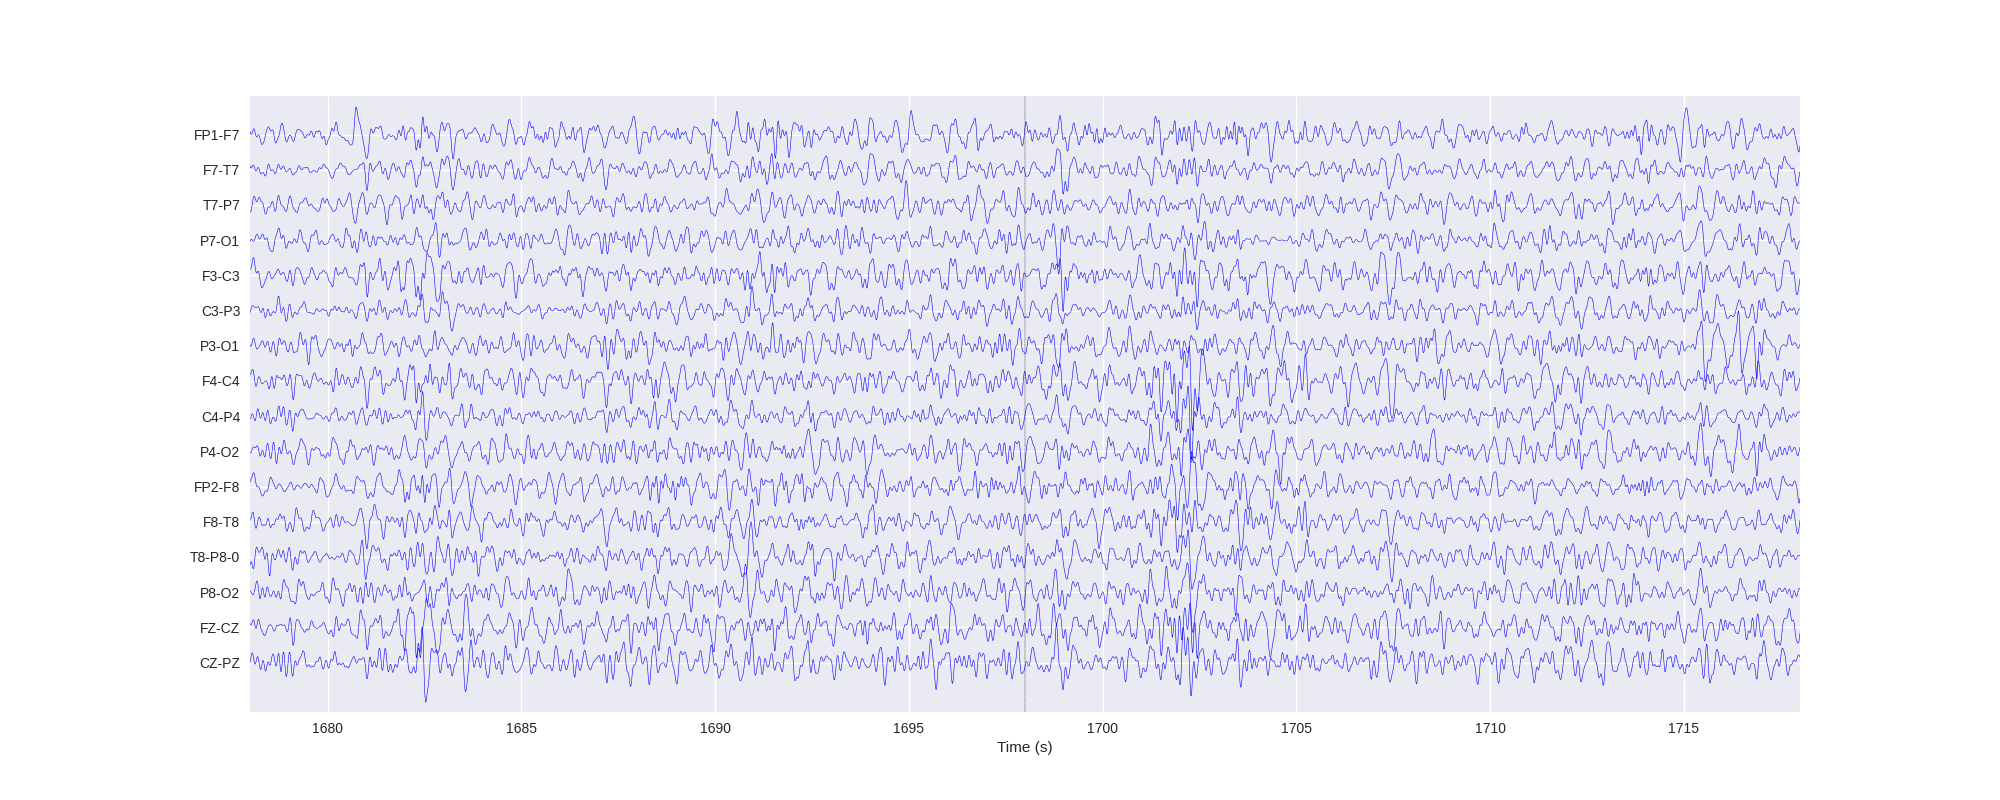 FP1-F7
F7-T7
T7-P7
P7-O1
F3-C3
C3-P3
P3-O1
F4-C4
C4-P4
P4-O2
FP2-F8
F8-T8
T8-P8-0
P8-O2
FZ-CZ
CZ-PZ
1680 1685 1690 1695 1700 1705 1710 1715
Time (s)